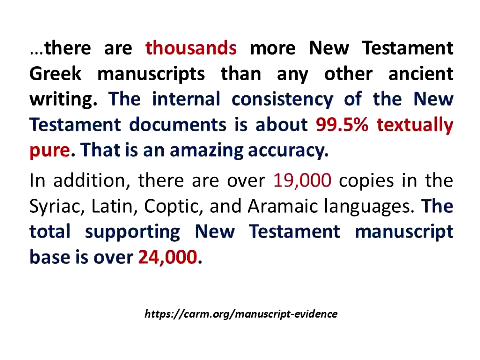 ...there are thousands more New Testament
Greek manuscripts than any other ancient
writing. The internal consistency of the New
Testament documents is about 99.5% textually
pure. That is an amazing accuracy.
In addition, there are over 19,000 copies in the
Syriac, Latin, Coptic, and Aramaic languages. The
total supporting New Testament manuscript
base is over 24,000.
https://carm.org/manuscript-evidence